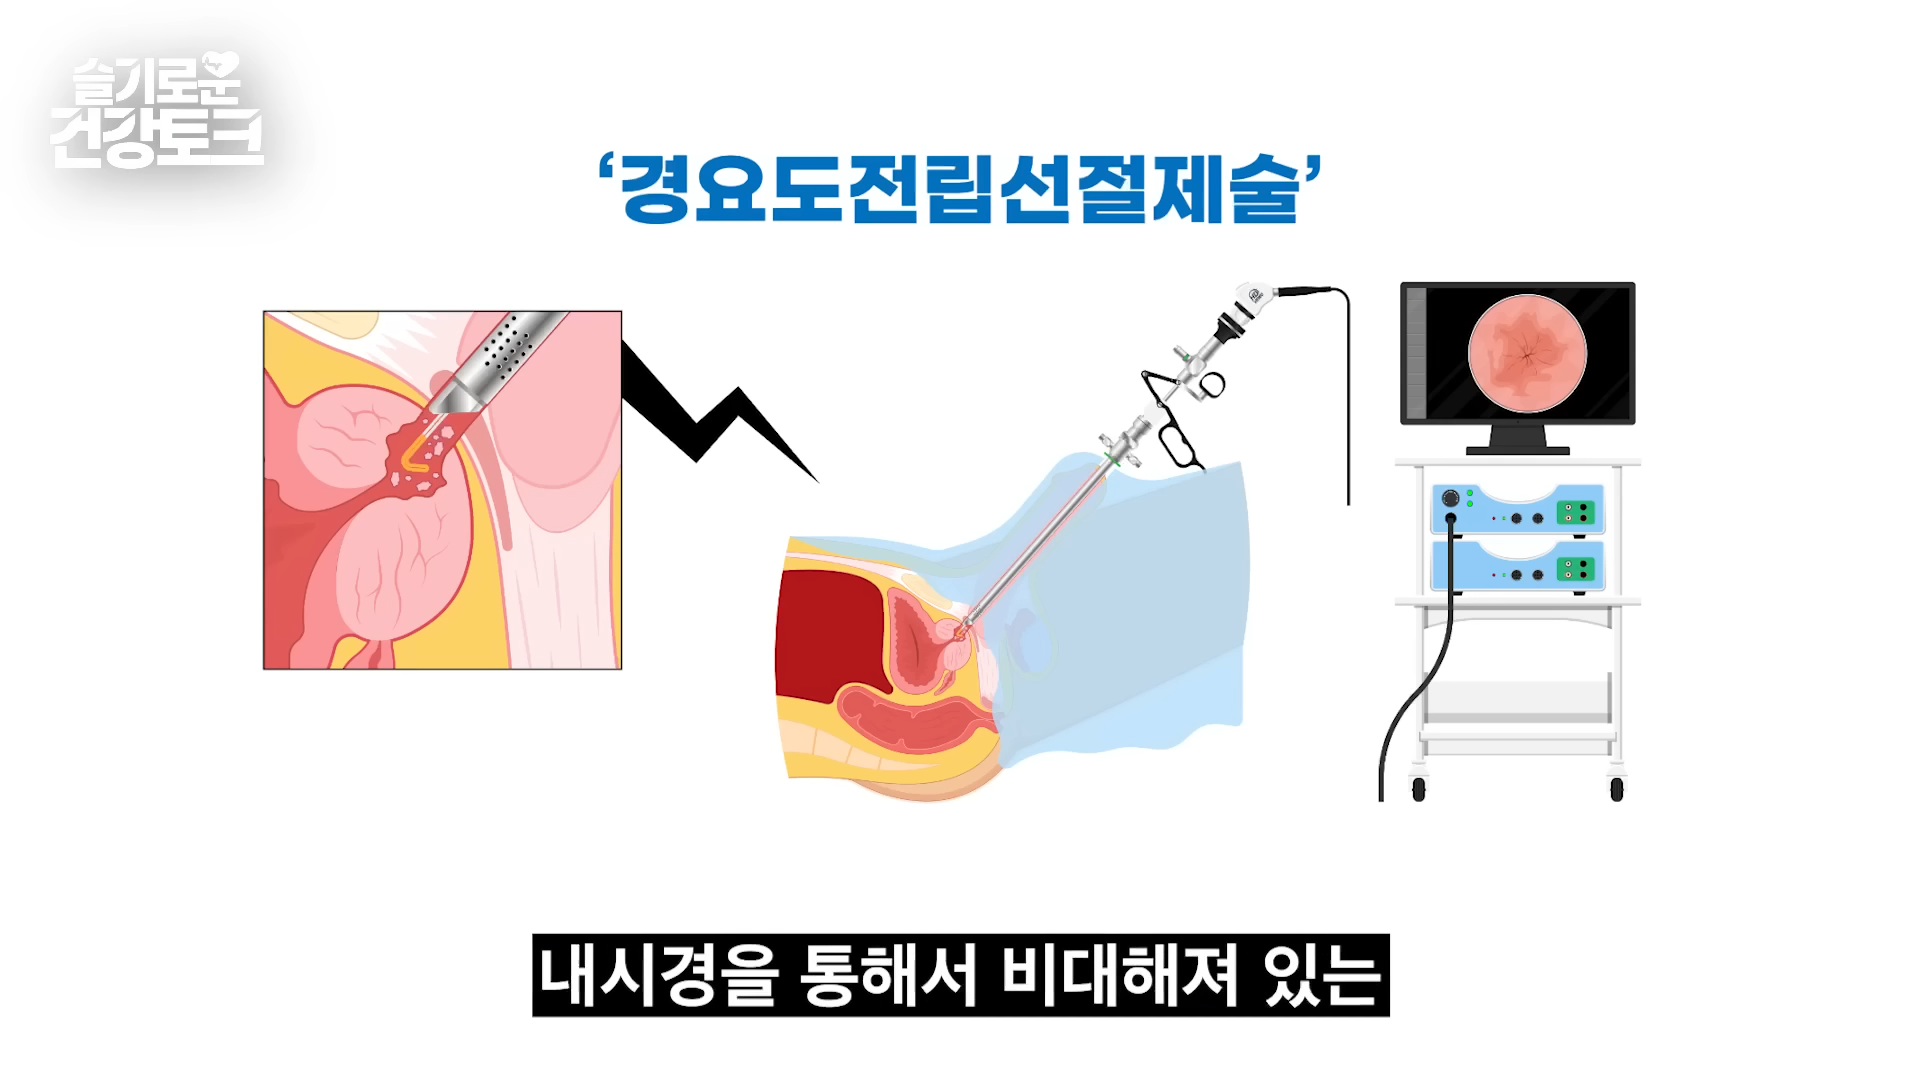 슬기로운
건강토크
‘경요도전립선절제술’
내시경을 통해서 비대해져 있는